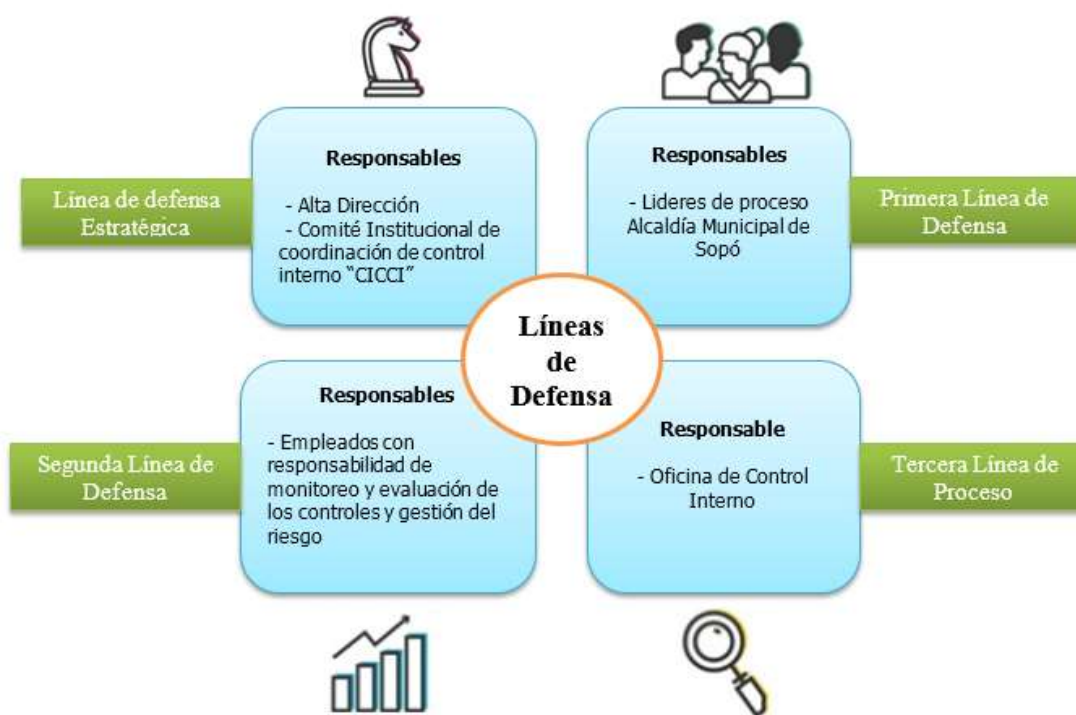 Línea de defensa
Estratégica
Responsables
- Alta Dirección
- Comité Institucional de
coordinación de control
interno “CICCI”
Responsables
- Lideres de proceso
Alcaldía Municipal de
Sopó
Primera Línea de
Defensa
Líneas
de
Defensa
Segunda Línea de
Defensa
Responsables
- Empleados con
responsabilidad de
monitoreo y evaluación de
los controles y gestión del
riesgo
Responsable
- Oficina de Control
Interno
Tercera Línea de
Proceso